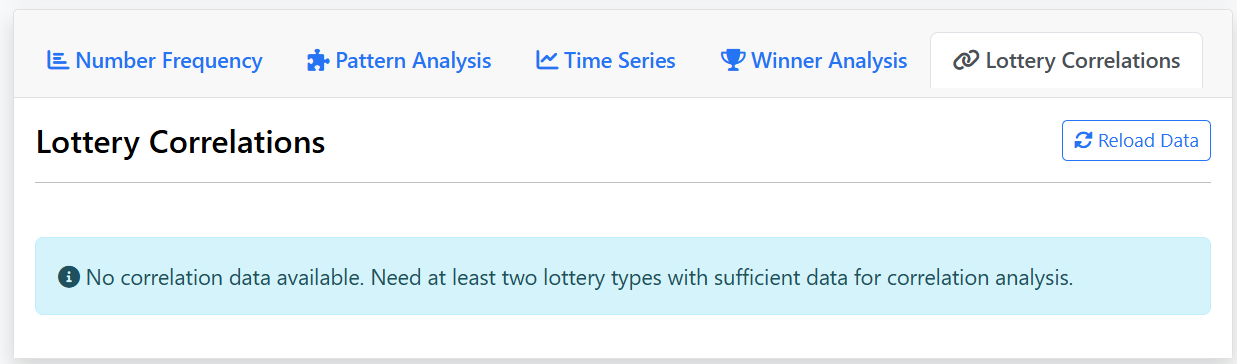 Number Frequency Pattern Analysis Time Series Winner Analysis Lottery Correlations
Lottery Correlations Reload Data
No correlation data available. Need at least two lottery types with sufficient data for correlation analysis.